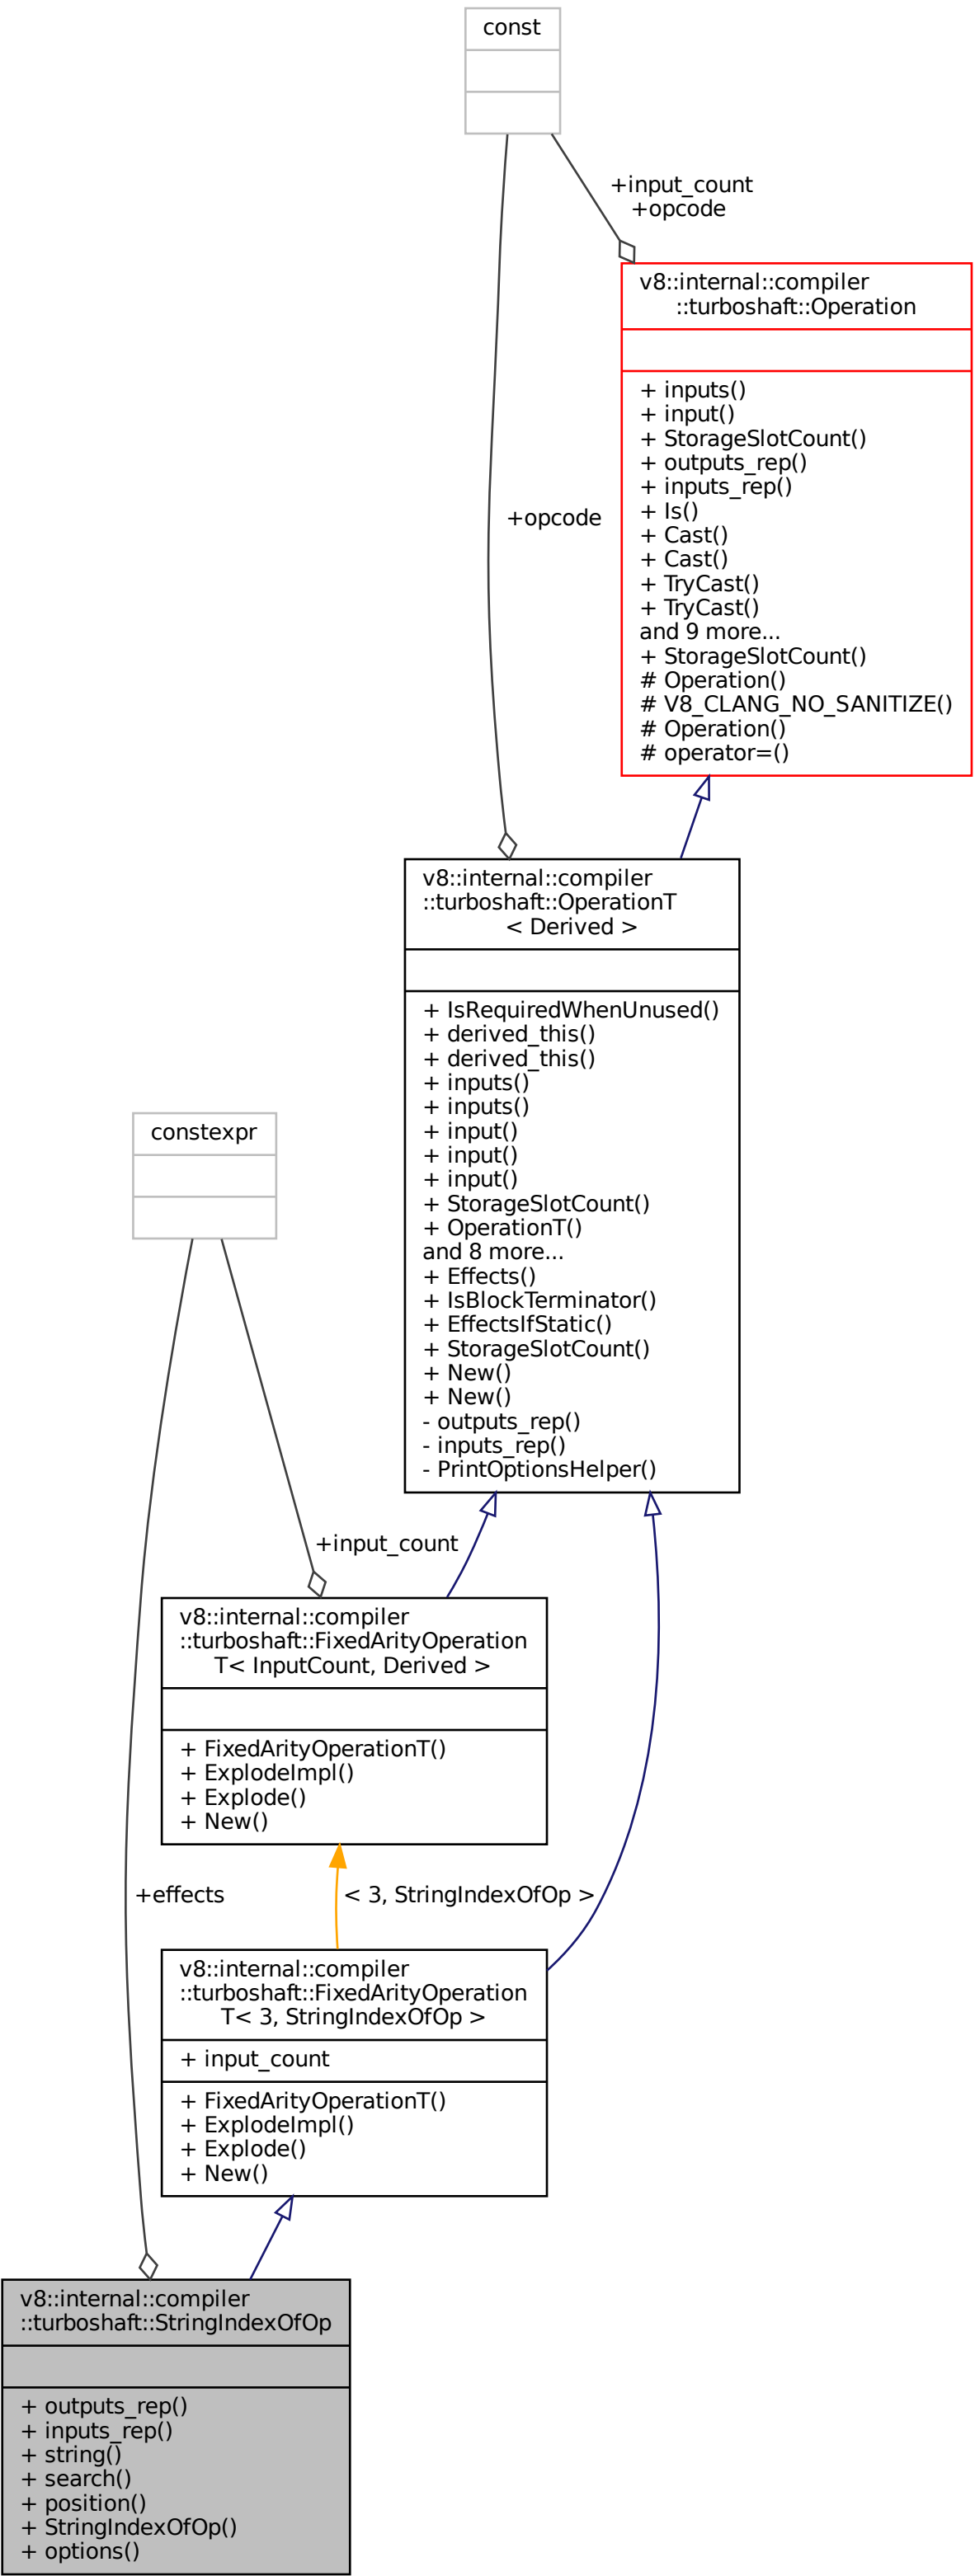 const
+input_count
+opcode
v8::internal::compiler
::turboshaft::Operation
+ inputs()
+ input()
+ StorageSlotCount()
+ outputs_rep()
+ inputs_rep()
+ Is()
+ Cast()
+ Cast()
+ TryCast()
+ TryCast()
and 9 more...
+ StorageSlotCount()
# Operation()
# V8_CLANG_NO_SANITIZE()
# Operation()
# operator=()
+opcode
v8::internal::compiler
::turboshaft::OperationT
< Derived >
+ IsRequiredWhenUnused()
+ derived_this()
+ derived_this()
+ inputs()
+ inputs()
+ input()
+ input()
+ input()
+ StorageSlotCount()
+ OperationT()
and 8 more...
+ Effects()
+ IsBlockTerminator()
+ EffectsIfStatic()
+ StorageSlotCount()
+ New()
+ New()
- outputs_rep()
- inputs_rep()
- PrintOptionsHelper()
constexpr
+input_count
v8::internal::compiler
::turboshaft::FixedArityOperation
T< InputCount, Derived >
+ FixedArityOperationT()
+ ExplodeImpl()
+ Explode()
+ New()
+effects
< 3, StringIndexOfOp >
v8::internal::compiler
::turboshaft::FixedArityOperation
T< 3, StringIndexOfOp >
+ input_count
+ FixedArityOperationT()
+ ExplodeImpl()
+ Explode()
+ New()
v8::internal::compiler
::turboshaft::StringIndexOfOp
+ outputs_rep()
+ inputs_rep()
+ string()
+ search()
+ position()
+ StringIndexOfOp()
+ options()